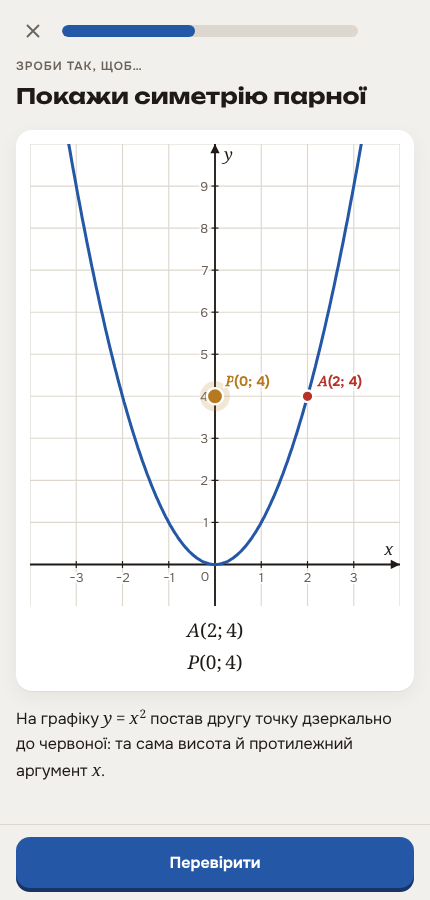 ЗРОБИ ТАК, ЩОБ…
Покажи симетрію парної
y
9
8
7
6
5
P(0; 4)
A(2; 4)
4
3
2
1
x
-3 -2 -1 0 1 2 3
A(2; 4)
P(0; 4)
На графіку y = x² постав другу точку дзеркально
до червоної: та сама висота й протилежний
аргумент x.
Перевірити